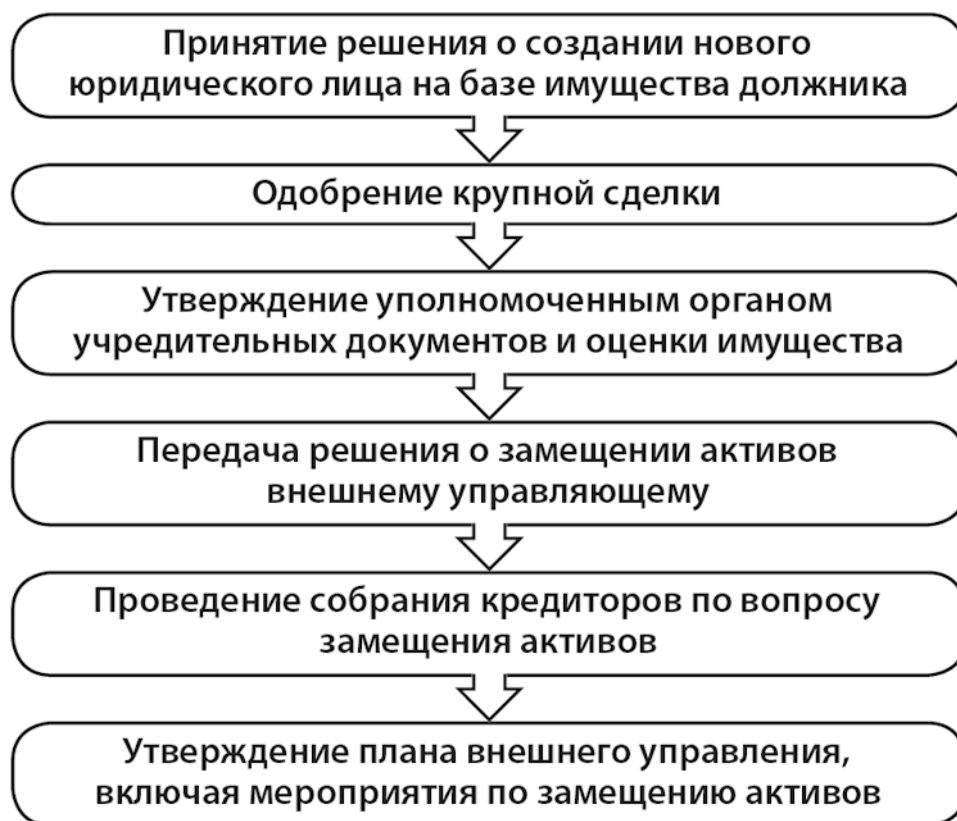 Принятие решения о создании нового
юридического лица на базе имущества должника
Одобрение крупной сделки
Утверждение уполномоченным органом
учредительных документов и оценки имущества
Передача решения о замещении активов
внешнему управляющему
Проведение собрания кредиторов по вопросу
замещения активов
Утверждение плана внешнего управления,
включая мероприятия по замещению активов